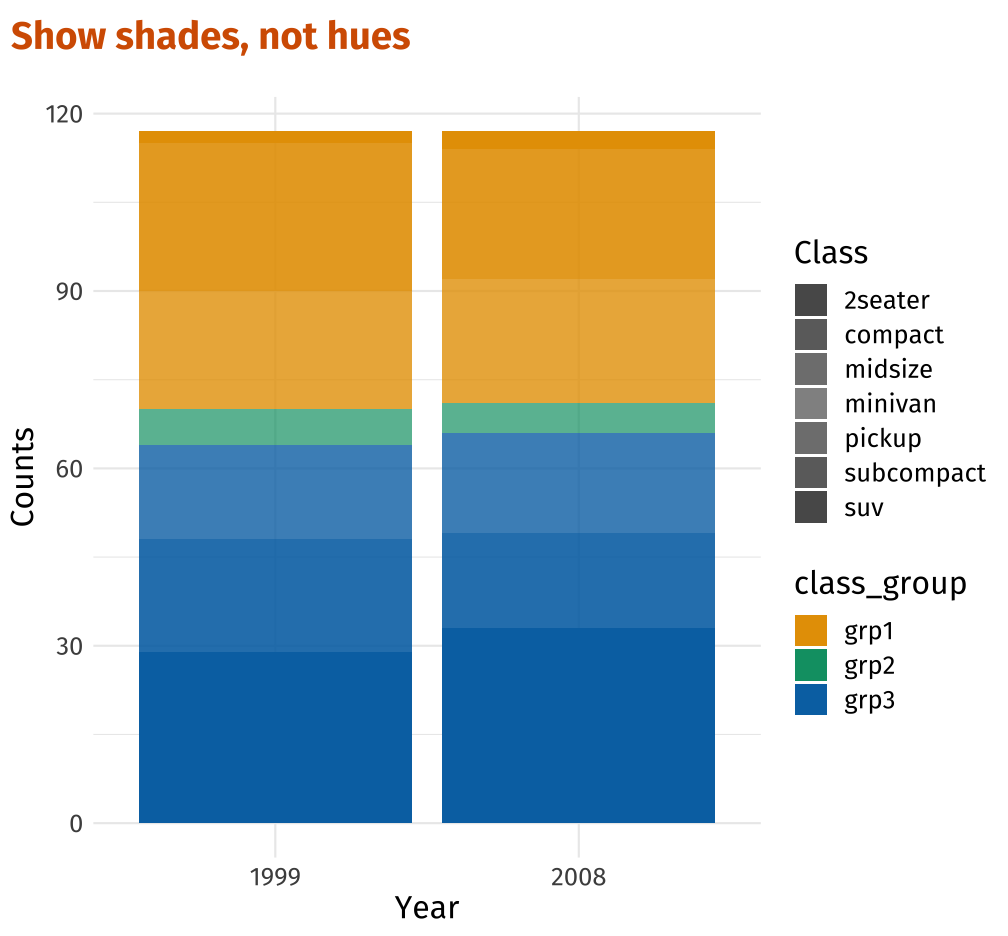 Show shades, not hues
120
90
60
30
0
Counts
1999
2008
Year
Class
2seater
compact
midsize
minivan
pickup
subcompact
suv
class_group
grp1
grp2
grp3